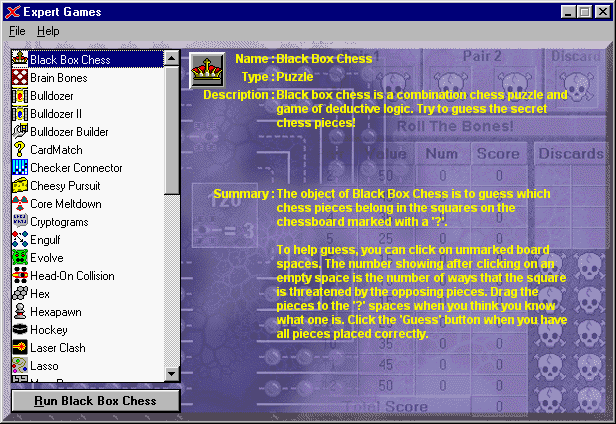 Expert Games
File Help
Black Box Chess
Brain Bones
Bulldozer
Bulldozer II
Bulldozer Builder
CardMatch
Checker Connector
Cheesy Pursuit
Core Meltdown
Cryptograms
Engulf
Evolve
Head-On Collision
Hex
Hexapawn
Hockey
Laser Clash
Lasso
Run Black Box Chess
Name : Black Box Chess
Type : Puzzle
Description : Black box chess is a combination chess puzzle and
game of deductive logic. Try to guess the secret
chess pieces!
Summary : The object of Black Box Chess is to guess which
chess pieces belong in the squares on the
chessboard marked with a '?'.
To help guess, you can click on unmarked board
spaces. The number showing after clicking on an
empty space is the number of ways that the square
is threatened by the opposing pieces. Drag the
pieces to the '?' spaces when you think you know
what one is. Click the 'Guess' button when you have
all pieces placed correctly.
Pair 2 Discard
Roll The Bones!
Num Score Discards
50 0 0
= 3
Total Score 0